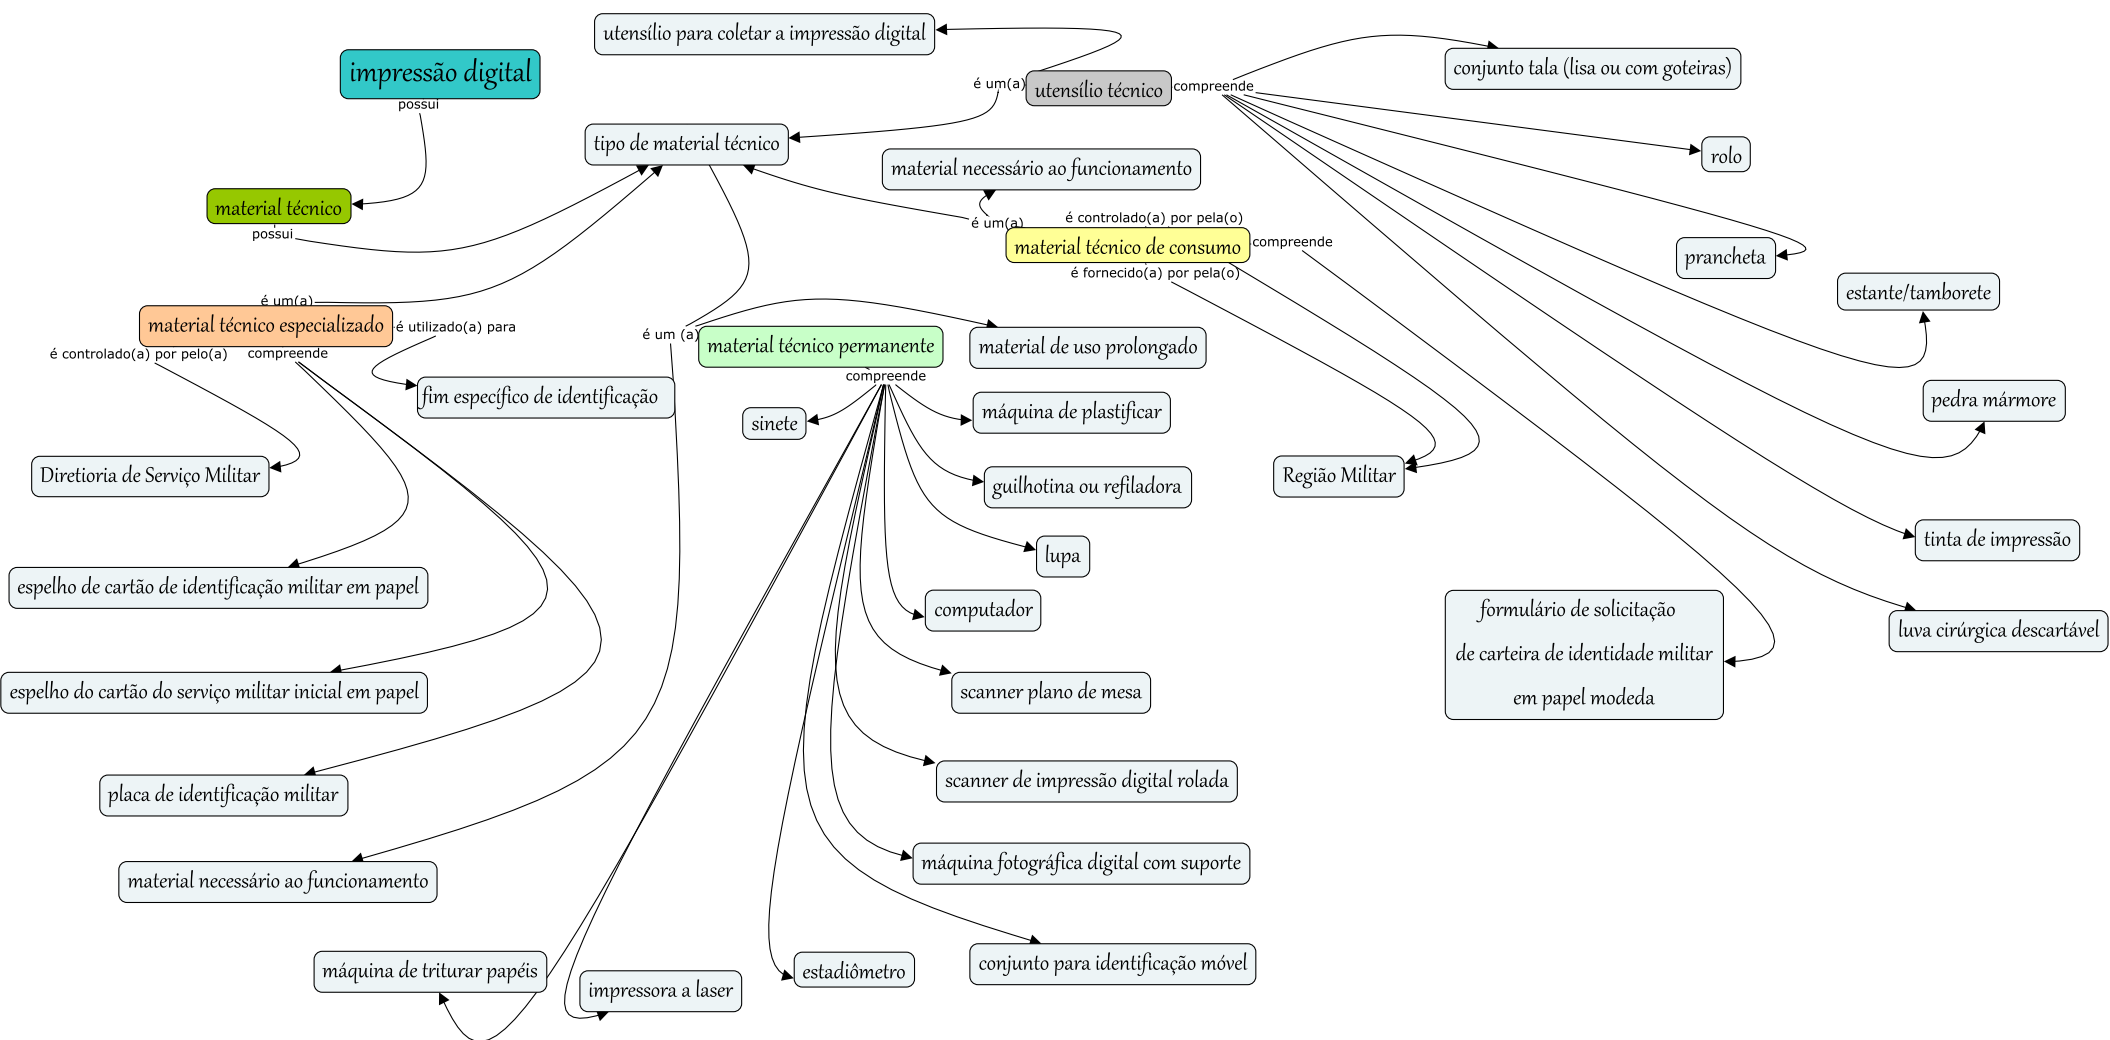 utensílio para coletar a impressão digital
impressão digital
possui
conjunto tala (lisa ou com goteiras)
é um(a)
utensílio técnico
compreende
tipo de material técnico
rolo
material necessário ao funcionamento
material técnico
possui
é um(a)
é controlado(a) por pela(o)
material técnico de consumo
compreende
é fornecido(a) por pela(o)
prancheta
estante/tamborete
é um(a)
material técnico especializado
é utilizado(a) para
é controlado(a) por pelo(a)
compreende
é um (a)
material técnico permanente
material de uso prolongado
compreende
fim específico de identificação
sinete
máquina de plastificar
pedra mármore
Diretoria de Serviço Militar
guilhotina ou refiladora
Região Militar
lupa
tinta de impressão
espelho de cartão de identificação militar em papel
computador
formulário de solicitação
de carteira de identidade militar
em papel modeda
luva cirúrgica descartável
espelho do cartão do serviço militar inicial em papel
scanner plano de mesa
placa de identificação militar
scanner de impressão digital rolada
material necessário ao funcionamento
máquina fotográfica digital com suporte
máquina de triturar papéis
impressora a laser
estadiômetro
conjunto para identificação móvel